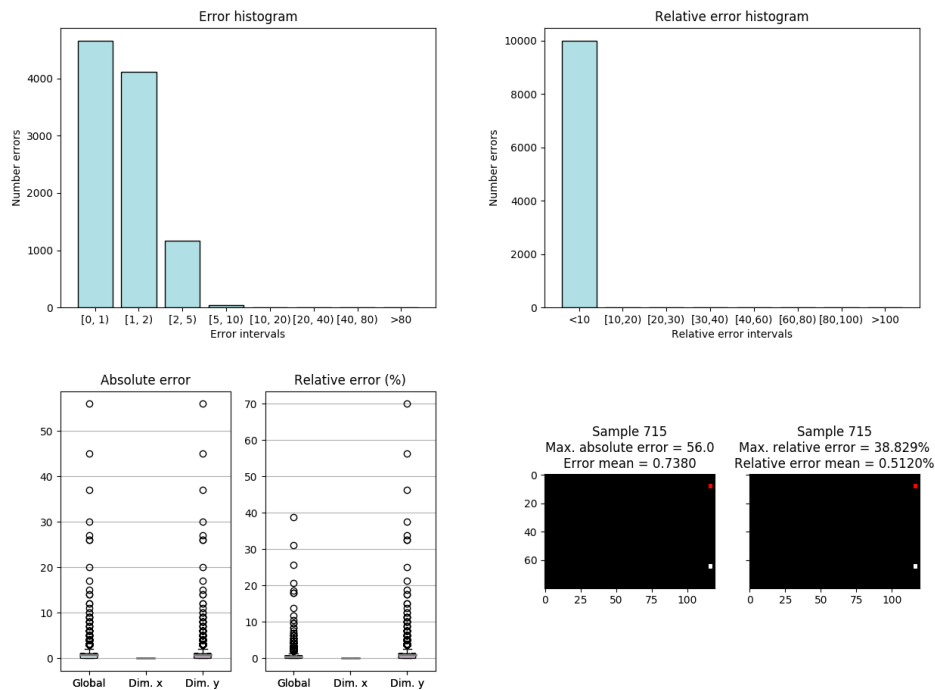 Error histogram
Number errors
4000
3000
2000
1000
0
[0, 1) [1, 2) [2, 5) [5, 10) [10, 20) [20, 40) [40, 80) >80
Error intervals
Relative error histogram
Number errors
10000
8000
6000
4000
2000
0
<10 [10,20) [20,30) [30,40) [40,60) [60,80) [80,100) >100
Relative error intervals
Absolute error
50
40
30
20
10
0
Global Dim. x Dim. y
Relative error (%)
70
60
50
40
30
20
10
0
Global Dim. x Dim. y
Sample 715
Max. absolute error = 56.0
Error mean = 0.7380
0
20
40
60
0 25 50 75 100
Sample 715
Max. relative error = 38.829%
Relative error mean = 0.5120%
0 25 50 75 100